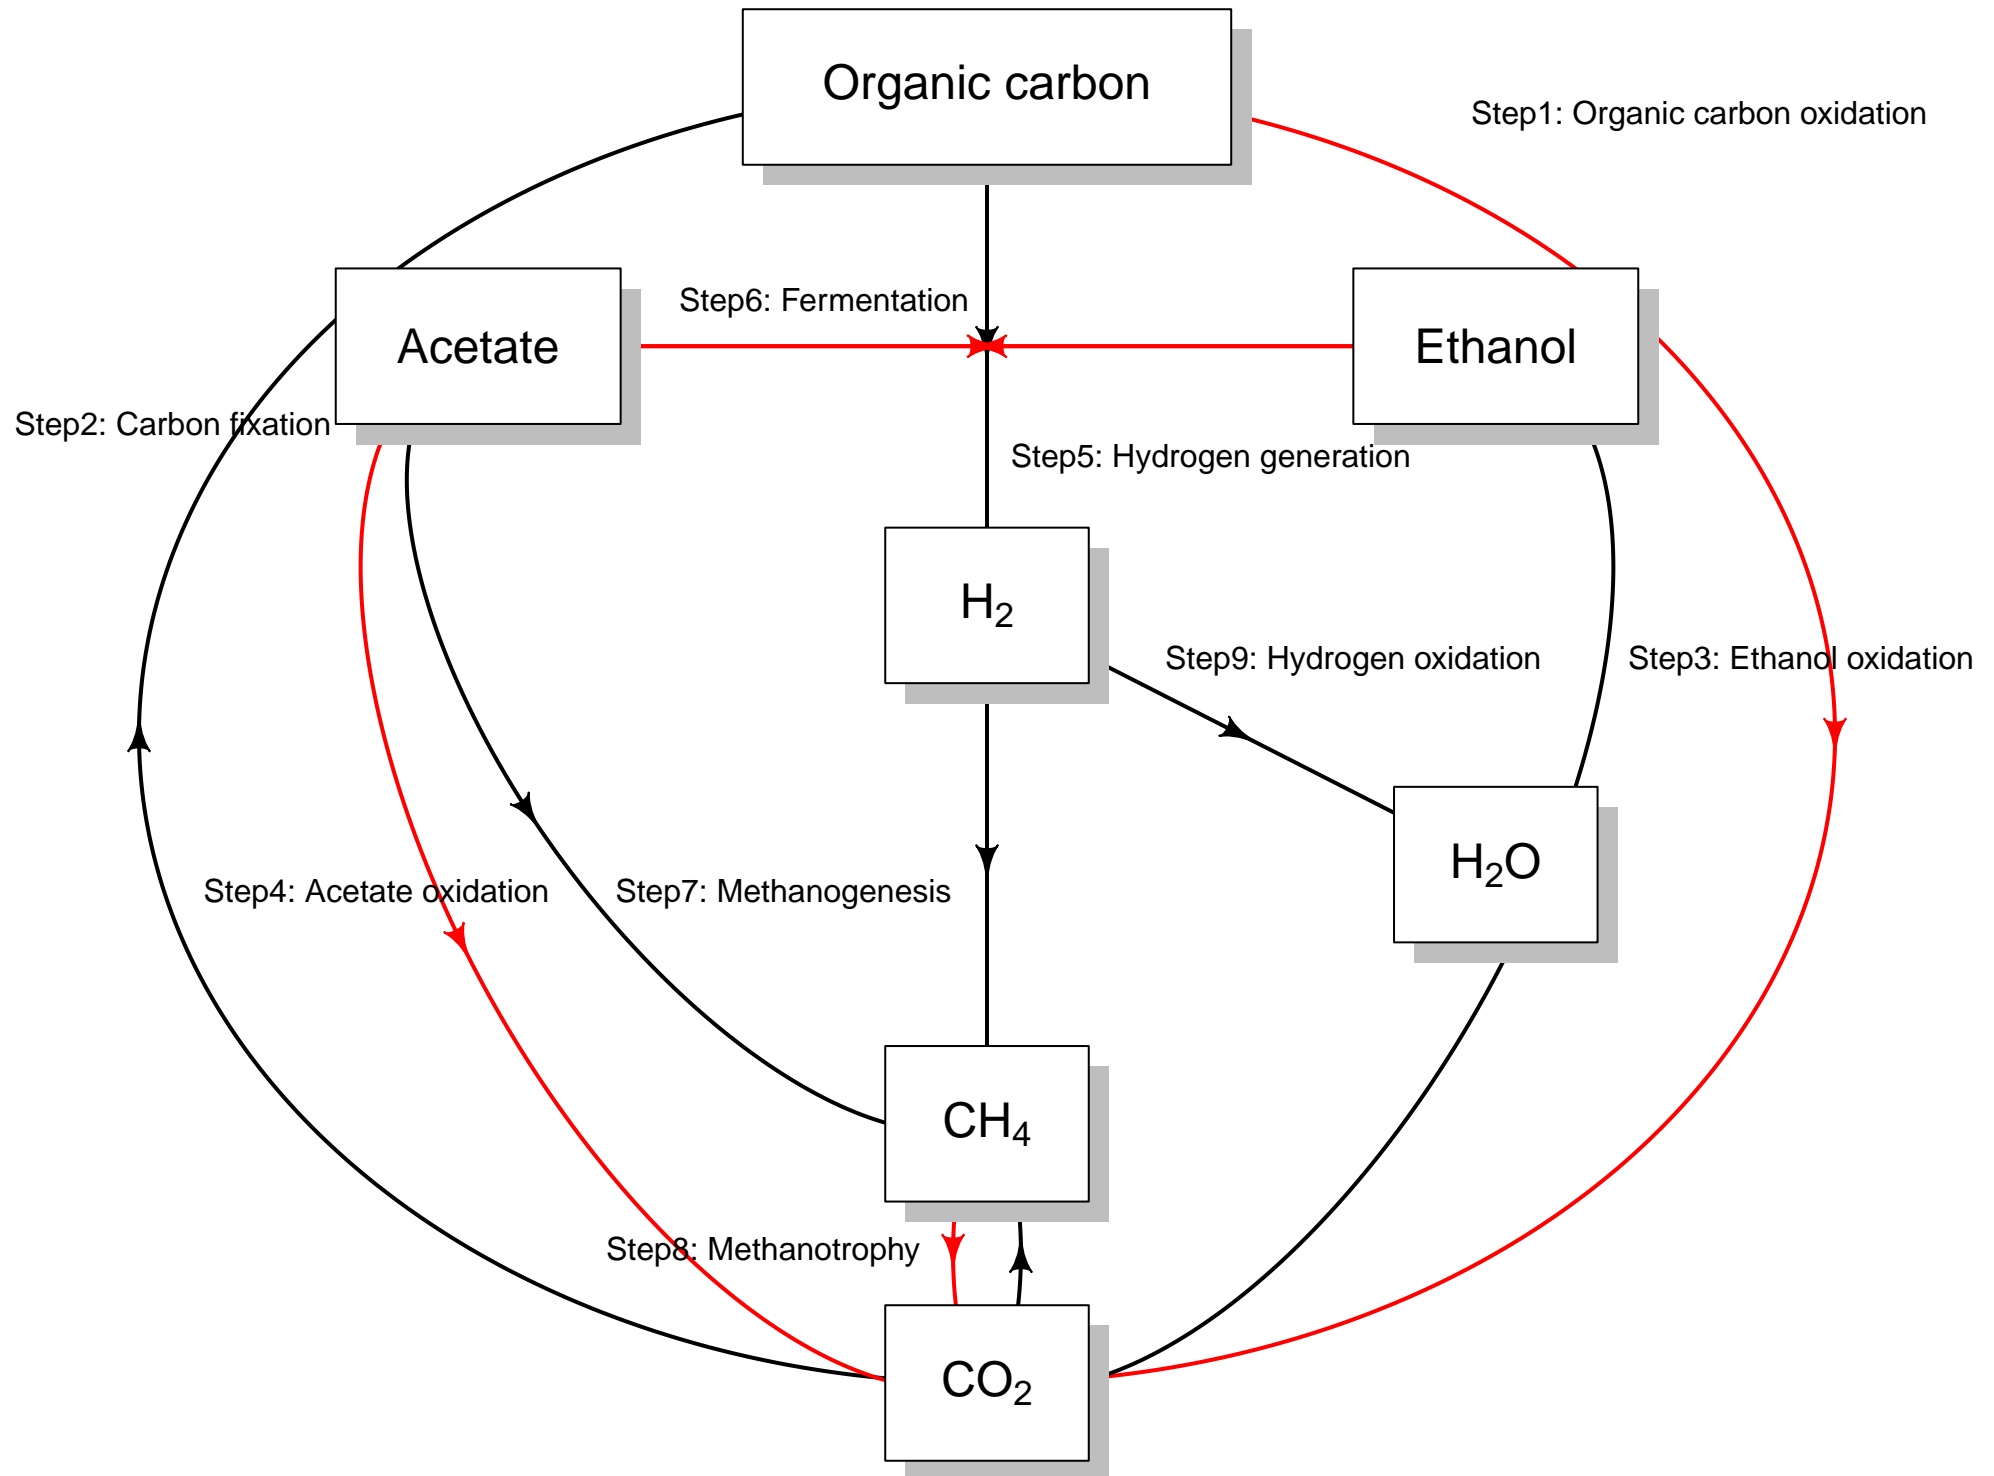 Organic carbon
Step1: Organic carbon oxidation
Step6: Fermentation
Acetate
Ethanol
Step2: Carbon fixation
Step5: Hydrogen generation
H₂
Step9: Hydrogen oxidation
Step3: Ethanol oxidation
H₂O
Step4: Acetate oxidation
Step7: Methanogenesis
CH₄
Step8: Methanotrophy
CO₂